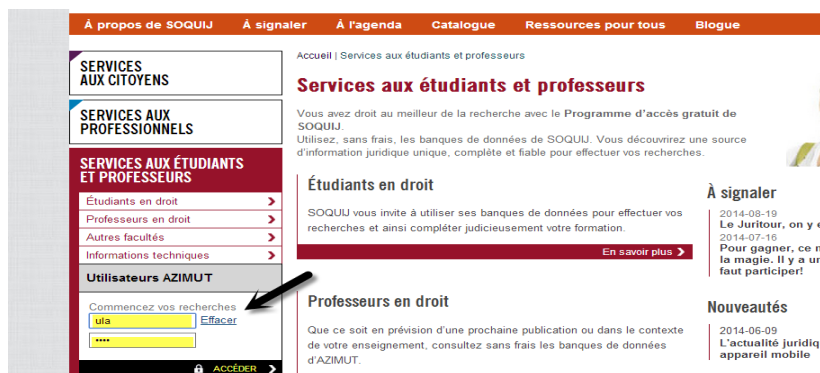 À propos de SOQUIJ À signaler À l'agenda Catalogue Ressources pour tous Blogue
SERVICES
AUX CITOYENS
SERVICES AUX
PROFESSIONNELS
SERVICES AUX ÉTUDIANTS
ET PROFESSEURS
Étudiants en droit
Professeurs en droit
Autres facultés
Informations techniques
Utilisateurs AZIMUT
Commencez vos recherches
ula Effacer
••••
ACCÉDER
Accueil | Services aux étudiants et professeurs
Services aux étudiants et professeurs
Vous avez droit au meilleur de la recherche avec le Programme d'accès gratuit de
SOQUIJ.
Utilisez, sans frais, les banques de données de SOQUIJ. Vous découvrirez une source
d'information juridique unique, complète et fiable pour effectuer vos recherches.
Étudiants en droit
SOQUIJ vous invite à utiliser ses banques de données pour effectuer vos
recherches et ainsi compléter judicieusement votre formation.
En savoir plus
Professeurs en droit
Que ce soit en prévision d'une prochaine publication ou dans le contexte
de votre enseignement, consultez sans frais les banques de données
d'AZIMUT.
À signaler
2014-08-19
Le Juritour, on y
2014-07-16
Pour gagner, ce
la magie. Il y a
faut participer!
Nouveautés
2014-06-09
L'actualité
appareil mobile